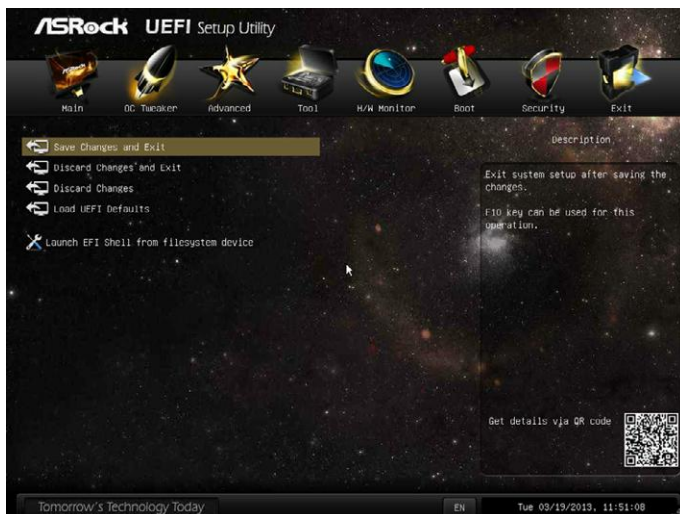 ASRock UEFI Setup Utility
Main OC Tweaker Advanced Tool H/W Monitor Boot Security Exit
Save Changes and Exit
Discard Changes and Exit
Discard Changes
Load UEFI Defaults
Launch EFI Shell from filesystem device
Description
Exit system setup after saving the
changes.
F10 key can be used for this
operation.
Get details via QR code
Tomorrow's Technology Today
EN
Tue 03/19/2013, 11:51:08